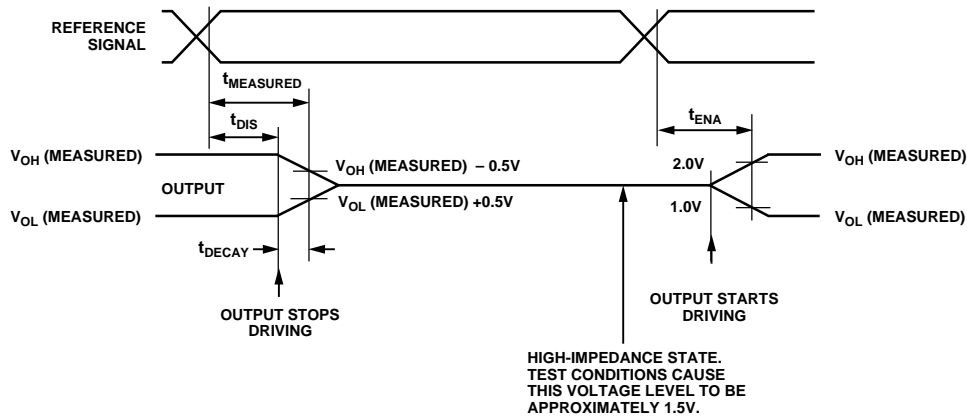 REFERENCE
SIGNAL
tMEASURED
tDIS
tENA
VOH (MEASURED)
VOH (MEASURED) – 0.5V
2.0V
VOH (MEASURED)
OUTPUT
VOL (MEASURED) +0.5V
1.0V
VOL (MEASURED)
VOL (MEASURED)
tDECAY
OUTPUT STOPS
DRIVING
OUTPUT STARTS
DRIVING
HIGH-IMPEDANCE STATE.
TEST CONDITIONS CAUSE
THIS VOLTAGE LEVEL TO BE
APPROXIMATELY 1.5V.